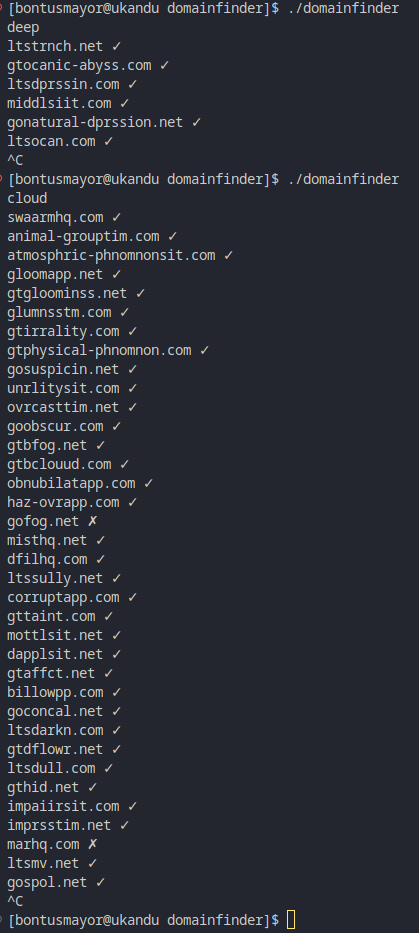 [bontusmayor@ukandu domainfinder]$ ./domainfinder
deep
ltstrnch.net ✓
gtocanic-abyss.com ✓
ltsdprssin.com ✓
middlsiit.com ✓
gonatural-dprssion.net ✓
ltsocan.com ✓
^C
[bontusmayor@ukandu domainfinder]$ ./domainfinder
cloud
swaarmhq.com ✓
animal-grouptim.com ✓
atmosphric-phnomnonsit.com ✓
gloomapp.net ✓
gtgloominss.net ✓
glumnsstm.com ✓
gtirrality.com ✓
gtphysical-phnomnon.com ✓
gosuspicin.net ✓
unrlitysit.com ✓
ovrcasttim.net ✓
goobscur.com ✓
gtbfog.net ✓
gtbclouud.com ✓
obnubilatapp.com ✓
haz-ovrapp.com ✓
gofog.net ✗
misthq.net ✓
dfilhq.com ✓
ltssully.net ✓
corruptapp.com ✓
gttaint.com ✓
mottlsit.net ✓
dapplsit.net ✓
gtaffct.net ✓
billowpp.com ✓
goconcal.net ✓
ltsdarkn.com ✓
gtdflowr.net ✓
ltsdull.com ✓
gthid.net ✓
impaiirsit.com ✓
imprsstim.net ✓
marhq.com ✗
ltsmv.net ✓
gospol.net ✓
^C
[bontusmayor@ukandu domainfinder]$